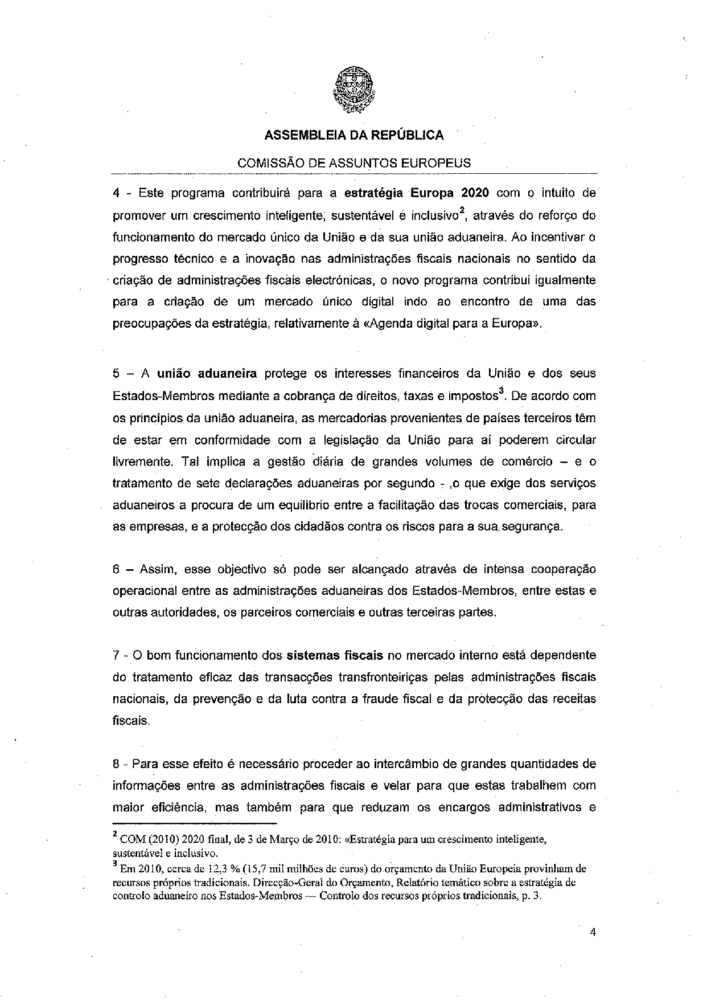 ASSEMBLEIA DA REPÚBLICA
COMISSÃO DE ASSUNTOS EUROPEUS
4 - Este programa contribuirá para a estratégia Europa 2020 com o intuito de
promover um crescimento inteligente, sustentável e inclusivo², através do reforço do
funcionamento do mercado único da União e da sua união aduaneira. Ao incentivar o
progresso técnico e a inovação nas administrações fiscais nacionais no sentido da
criação de administrações fiscais electrónicas, o novo programa contribui igualmente
para a criação de um mercado único digital indo ao encontro de uma das
preocupações da estratégia, relativamente à «Agenda digital para a Europa».
5 – A união aduaneira protege os interesses financeiros da União e dos seus
Estados-Membros mediante a cobrança de direitos, taxas e impostos³. De acordo com
os princípios da união aduaneira, as mercadorias provenientes de países terceiros têm
de estar em conformidade com a legislação da União para aí poderem circular
livremente. Tal implica a gestão diária de grandes volumes de comércio – e o
tratamento de sete declarações aduaneiras por segundo - ,o que exige dos serviços
aduaneiros a procura de um equilíbrio entre a facilitação das trocas comerciais, para
as empresas, e a protecção dos cidadãos contra os riscos para a sua segurança.
6 – Assim, esse objectivo só pode ser alcançado através de intensa cooperação
operacional entre as administrações aduaneiras dos Estados-Membros, entre estas e
outras autoridades, os parceiros comerciais e outras terceiras partes.
7 - O bom funcionamento dos sistemas fiscais no mercado interno está dependente
do tratamento eficaz das transacções transfronteiriças pelas administrações fiscais
nacionais, da prevenção e da luta contra a fraude fiscal e da protecção das receitas
fiscais.
8 - Para esse efeito é necessário proceder ao intercâmbio de grandes quantidades de
informações entre as administrações fiscais e velar para que estas trabalhem com
maior eficiência, mas também para que reduzam os encargos administrativos e
² COM (2010) 2020 final, de 3 de Março de 2010: «Estratégia para um crescimento inteligente,
sustentável e inclusivo.
³ Em 2010, cerca de 12,3 % (15,7 mil milhões de euros) do orçamento da União Europeia provinham de
recursos próprios tradicionais. Direcção-Geral do Orçamento, Relatório temático sobre a estratégia de
controlo aduaneiro nos Estados-Membros — Controlo dos recursos próprios tradicionais, p. 3.
4